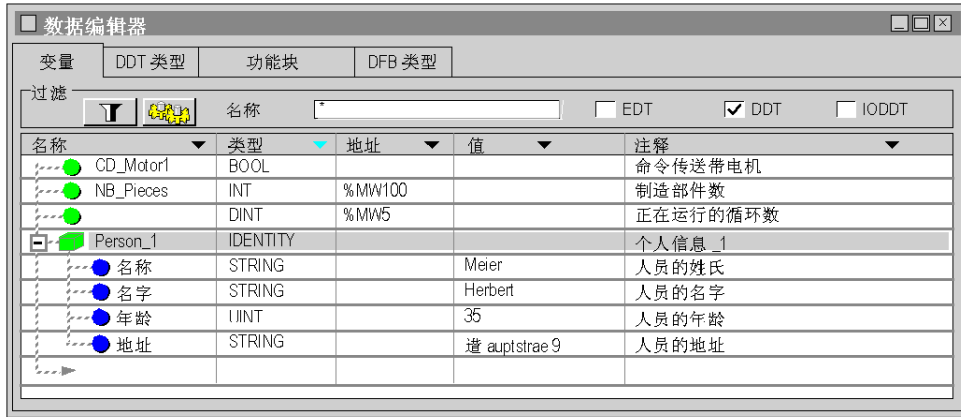 数据编辑器
变量 DDT 类型 功能块 DFB 类型
过滤
名称 * EDT DDT IODDT
名称 类型 地址 值 注释
CD_Motor1 BOOL 命令传送带电机
NB_Pieces INT %MW100 制造部件数
DINT %MW5 正在运行的循环数
Person_1 IDENTITY 个人信息 _1
名称 STRING Meier 人员的姓氏
名字 STRING Herbert 人员的名字
年龄 UINT 35 人员的年龄
地址 STRING auptstrae 9 人员的地址